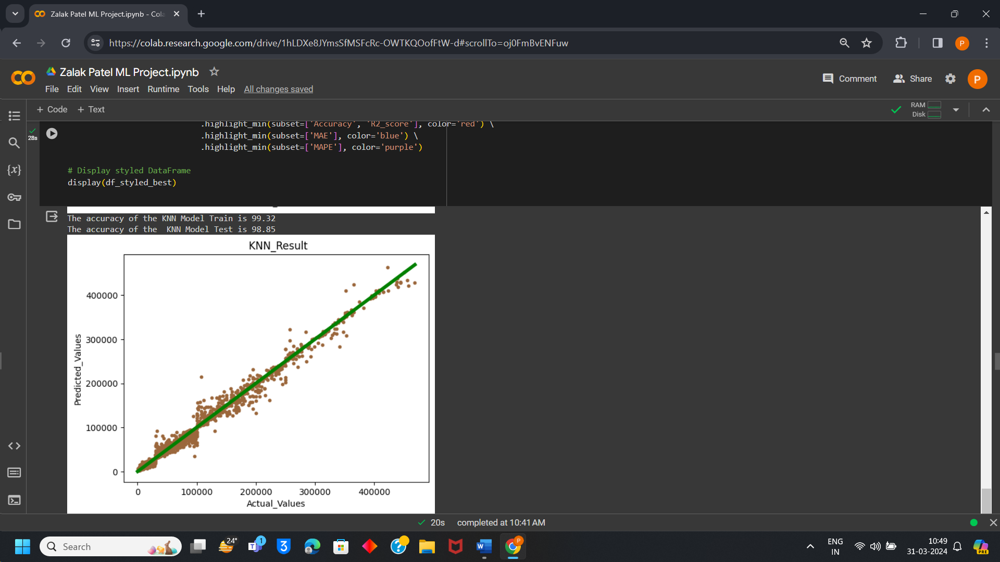 Zalak Patel ML Project.ipynb - Cola
https://colab.research.google.com/drive/1hLDXe8JYmsSfMSFcRc-OWTKQOofFtW-d#scrollTo=oj0FmBvENFuw
P
Zalak Patel ML Project.ipynb
File Edit View Insert Runtime Tools Help All changes saved
Comment Share P
+ Code + Text
RAM
Disk
28s
.highlight_min(subset=['Accuracy', 'R2_score'], color='red') \
.highlight_min(subset=['MAE'], color='blue') \
.highlight_min(subset=['MAPE'], color='purple')
# Display styled DataFrame
display(df_styled_best)
The accuracy of the KNN Model Train is 99.32
The accuracy of the  KNN Model Test is 98.85
KNN_Result
Predicted_Values
400000
300000
200000
100000
0
0 100000 200000 300000 400000
Actual_Values
20s completed at 10:41 AM
Search
24°
1
T
3
?
W
P
ENG
IN
10:49
31-03-2024
PRE